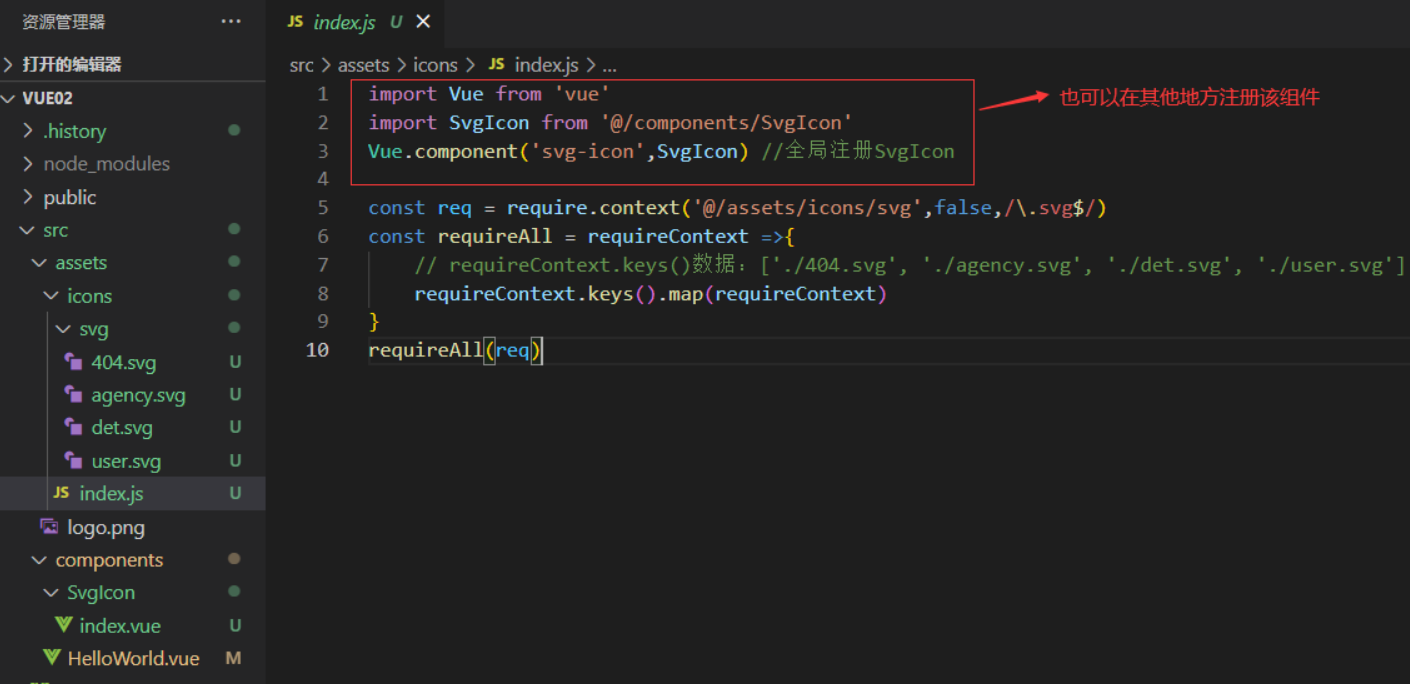 资源管理器 ···
打开的编辑器
VUE02
.history
node_modules
public
src
assets
icons
svg
404.svg U
agency.svg U
det.svg U
user.svg U
JS index.js U
logo.png
components
SvgIcon
index.vue U
HelloWorld.vue M
JS index.js U
src > assets > icons > JS index.js > ...
1 import Vue from 'vue'
2 import SvgIcon from '@/components/SvgIcon'
3 Vue.component('svg-icon',SvgIcon) //全局注册SvgIcon
4
5 const req = require.context('@/assets/icons/svg',false,/\.svg$/)
6 const requireAll = requireContext =>{
7 // requireContext.keys()数据：['./404.svg', './agency.svg', './det.svg', './user.svg']
8 requireContext.keys().map(requireContext)
9 }
10 requireAll(req)
也可以在其他地方注册该组件